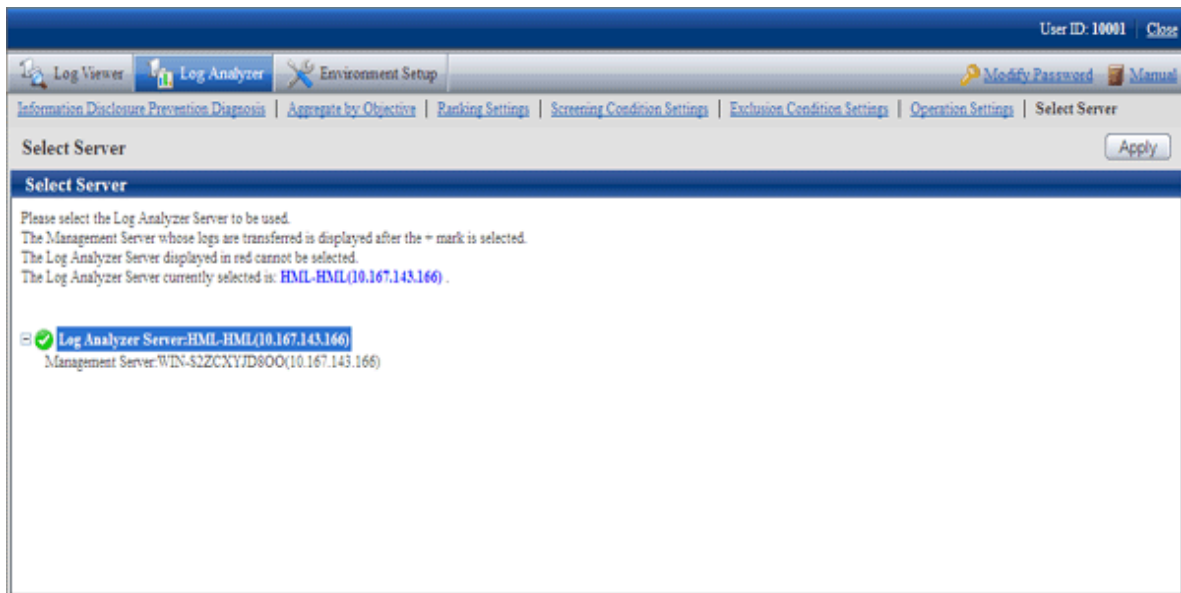 User ID: 10001 | Close
Log Viewer Log Analyzer Environment Setup Modify Password Manual
Information Disclosure Prevention Diagnosis | Aggregate by Objective | Ranking Settings | Screening Condition Settings | Exclusion Condition Settings | Operation Settings | Select Server
Select Server Apply
Select Server
Please select the Log Analyzer Server to be used.
The Management Server whose logs are transferred is displayed after the + mark is selected.
The Log Analyzer Server displayed in red cannot be selected.
The Log Analyzer Server currently selected is: HML-HML(10.167.143.166) .
Log Analyzer Server:HML-HML(10.167.143.166)
Management Server:WIN-S2ZCXYJD8OO(10.167.143.166)